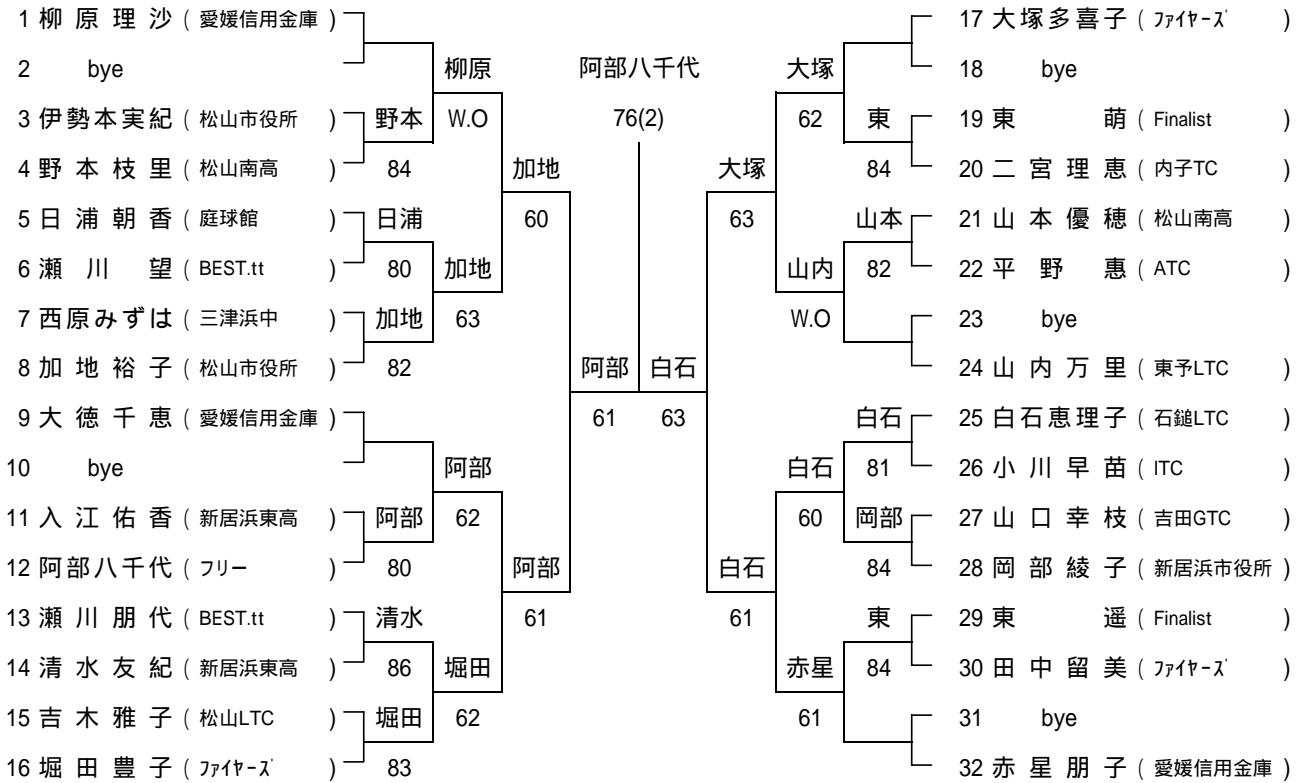 1 柳原理沙 ( 愛媛信用金庫 )
2 bye
3 伊勢本実紀 ( 松山市役所 )
4 野本枝里 ( 松山南高 )
5 日浦朝香 ( 庭球館 )
6 瀬川 望 ( BEST.tt )
7 西原みずは ( 三津浜中 )
8 加地裕子 ( 松山市役所 )
9 大徳千恵 ( 愛媛信用金庫 )
10 bye
11 入江佑香 ( 新居浜東高 )
12 阿部八千代 ( フリー )
13 瀬川朋代 ( BEST.tt )
14 清水友紀 ( 新居浜東高 )
15 吉木雅子 ( 松山LTC )
16 堀田豊子 ( ファイヤーズ )
野本
84
日浦
80
加地
82
阿部
80
清水
86
堀田
83
柳原
W.O
加地
63
阿部
62
堀田
62
加地
60
阿部
61
阿部
61
阿部八千代
76(2)
白石
63
大塚
63
白石
61
大塚
62
山内
W.O
白石
60
赤星
61
東
84
山本
82
白石
81
岡部
84
東
84
17 大塚多喜子 ( ファイヤーズ )
18 bye
19 東 萌 ( Finalist )
20 二宮理恵 ( 内子TC )
21 山本優穂 ( 松山南高 )
22 平野 惠 ( ATC )
23 bye
24 山内万里 ( 東予LTC )
25 白石恵理子 ( 石鎚LTC )
26 小川早苗 ( ITC )
27 山口幸枝 ( 吉田GTC )
28 岡部綾子 ( 新居浜市役所 )
29 東 遥 ( Finalist )
30 田中留美 ( ファイヤーズ )
31 bye
32 赤星朋子 ( 愛媛信用金庫 )